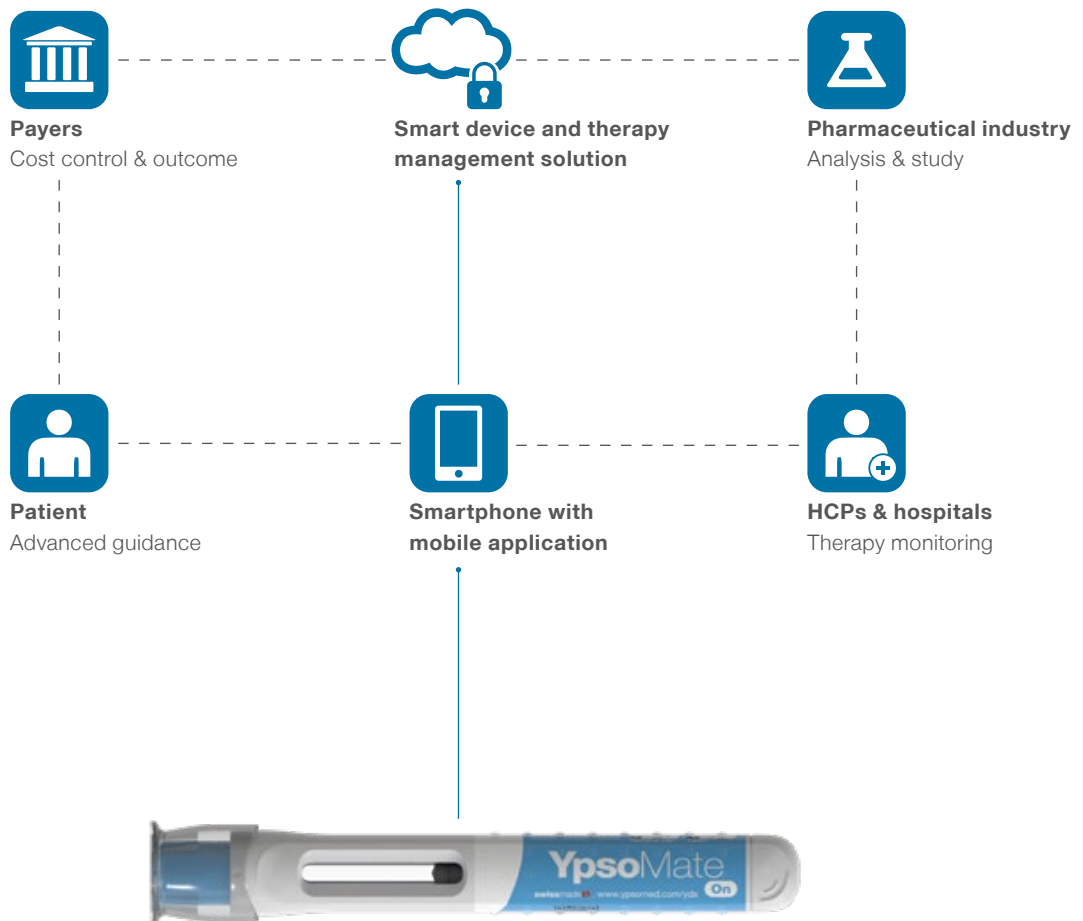 Payers
Cost control & outcome
Smart device and therapy
management solution
Pharmaceutical industry
Analysis & study
Patient
Advanced guidance
Smartphone with
mobile application
HCPs & hospitals
Therapy monitoring
YpsoMate
On
swissmade www.ypsomed.com/yds